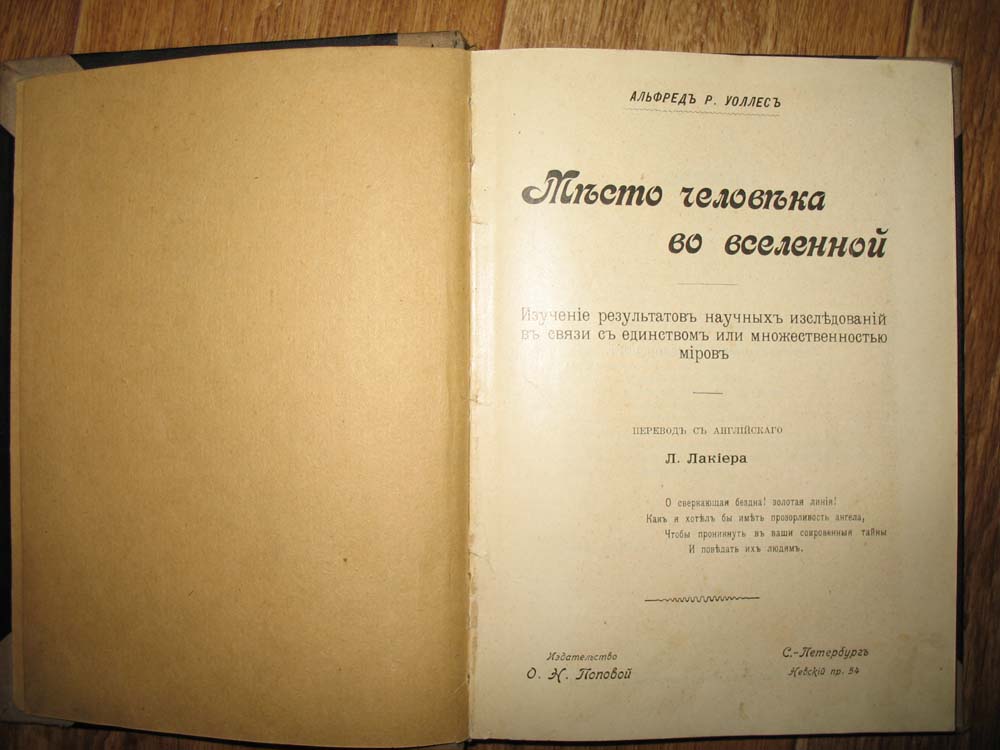 АЛЬФРЕДЪ Р. УОЛЛЕСЪ
Мѣсто человѣка
во вселенной
Изученіе результатовъ научныхъ изслѣдованій
въ связи съ единствомъ или множественностью
міровъ
ПЕРЕВОДЪ СЪ АНГЛІЙСКАГО
Л. Лакіера
О сверкающая бездна! золотая линія!
Какъ я хотѣлъ бы имѣть прозорливость ангела,
Чтобы проникнуть въ ваши сокровенныя тайны
И повѣдать ихъ людямъ.
Издательство
О. Н. Поповой
С.-Петербургъ
Невскій пр. 54